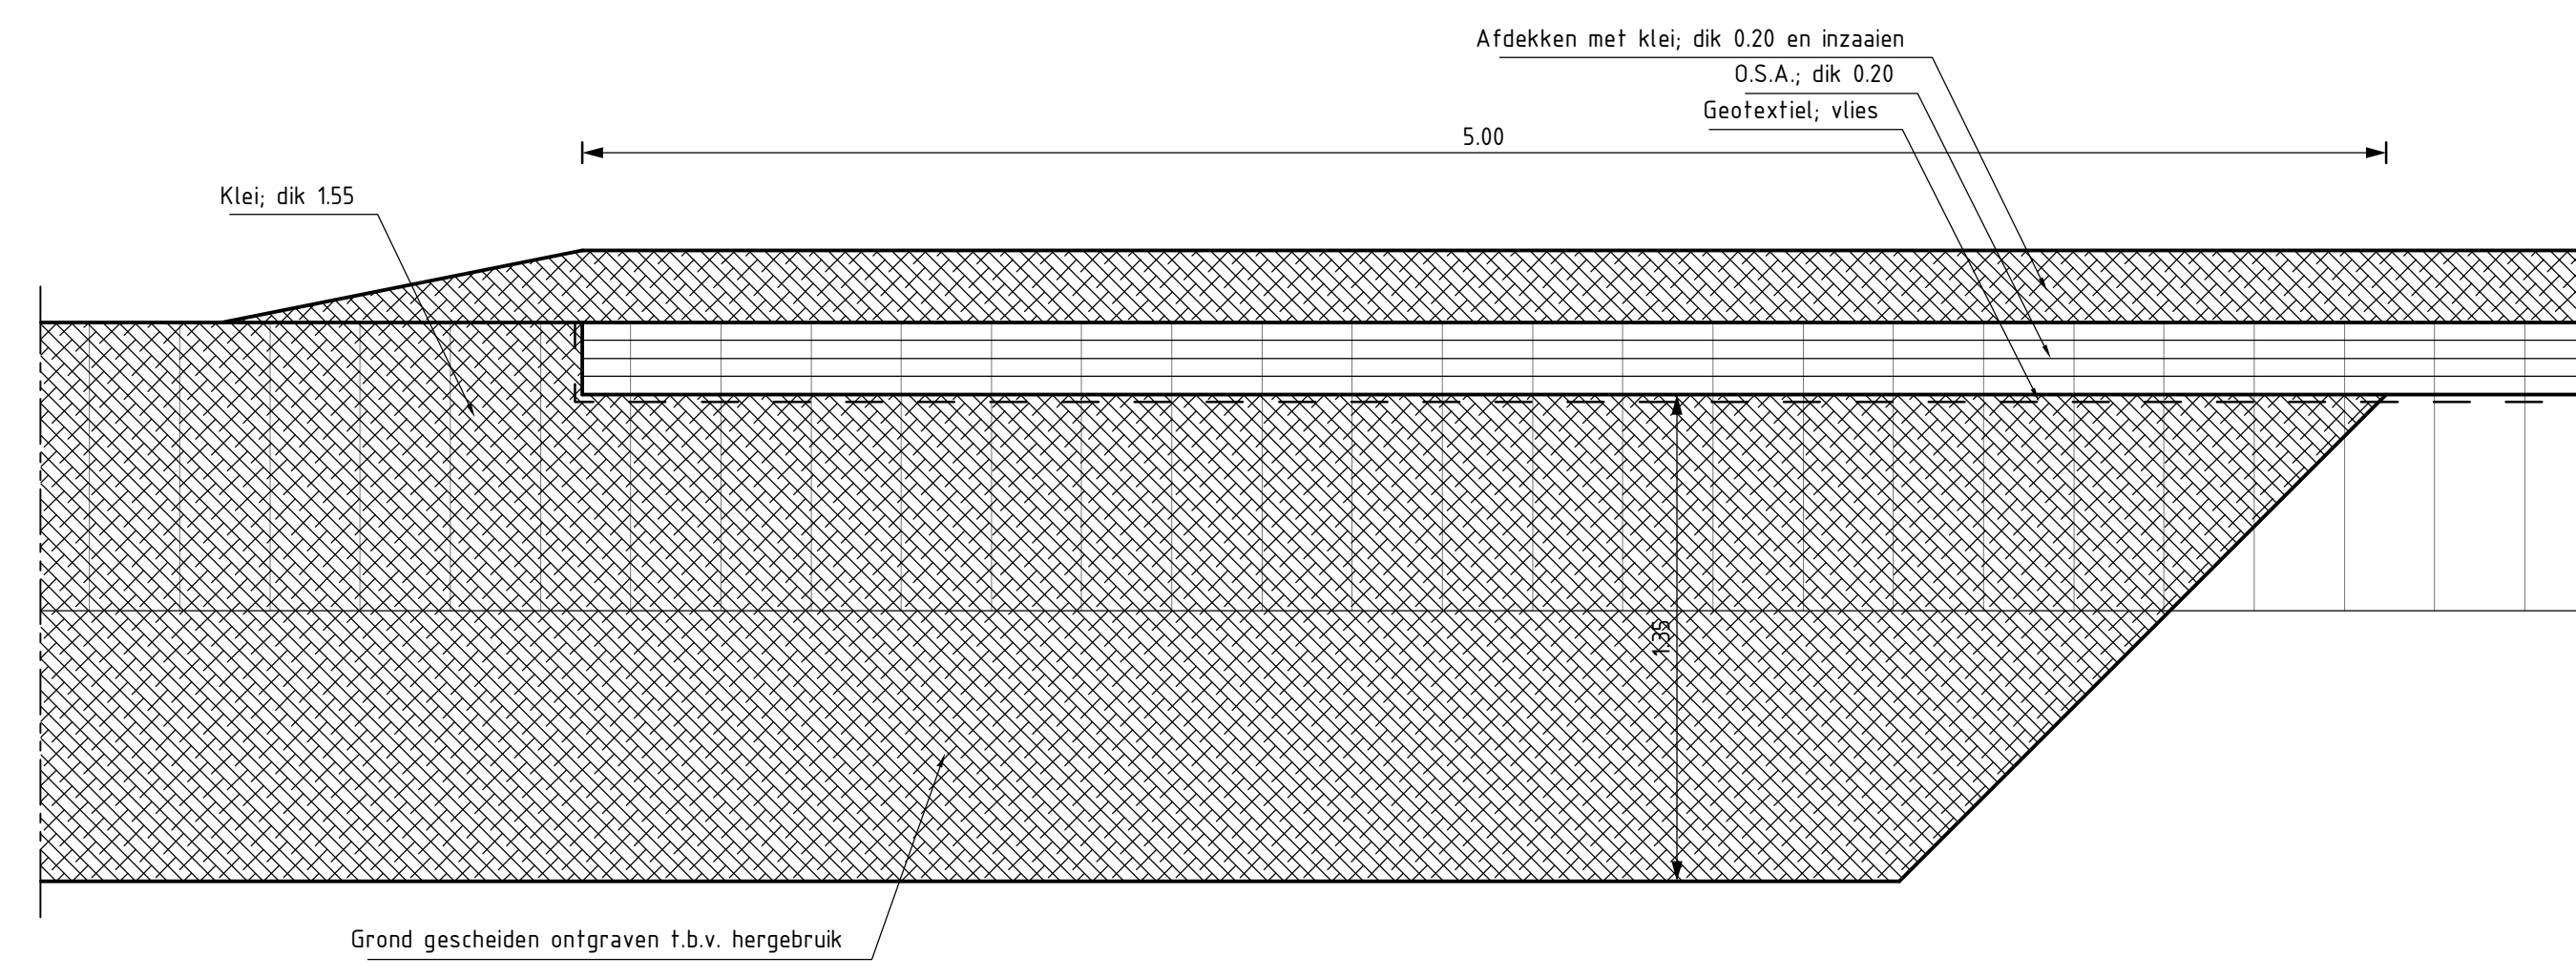 Afdekken met klei; dik 0.20 en inzaaien
O.S.A.; dik 0.20
Geotextiel; vlies
5.00
Klei; dik 1.55
1.35
Grond gescheiden ontgraven t.b.v. hergebruik